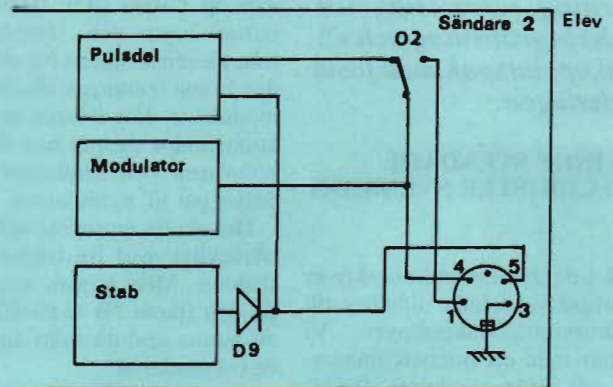 Sändare 2
Elev
Pulsdel
O2
Modulator
Stab
D9
4
5
1
3